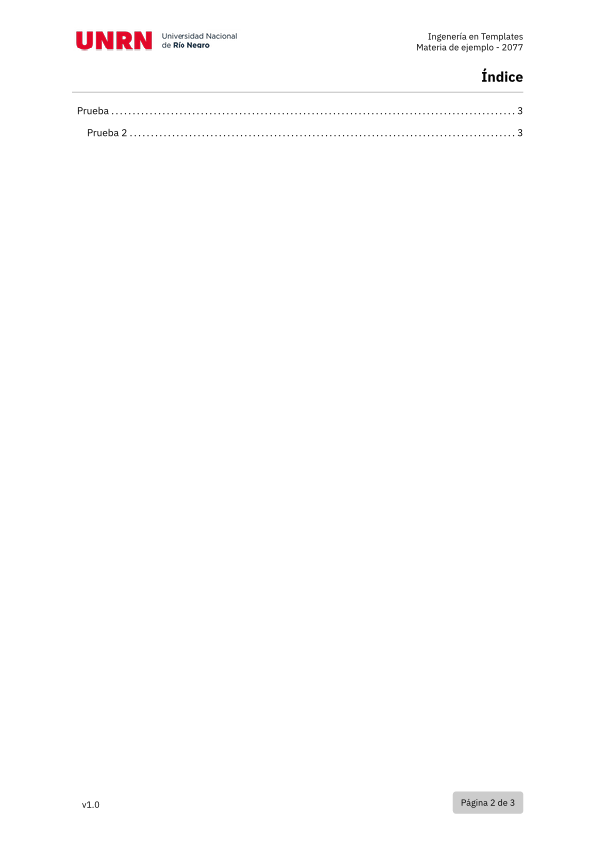 UNRN
Universidad Nacional
de Río Negro
Ingenería en Templates
Materia de ejemplo - 2077
Índice
Prueba . . . . . . . . . . . . . . . . . . . . . . . . . . . . . . . . . . . . . . . . . . . . . . . . . . . . . . . . . . . . . . . . . . . . . . . . . . . . . . . . . . . . . . . . . . . . . . . . 3
Prueba 2 . . . . . . . . . . . . . . . . . . . . . . . . . . . . . . . . . . . . . . . . . . . . . . . . . . . . . . . . . . . . . . . . . . . . . . . . . . . . . . . . . . . . . . . . . . . 3
v1.0
Página 2 de 3